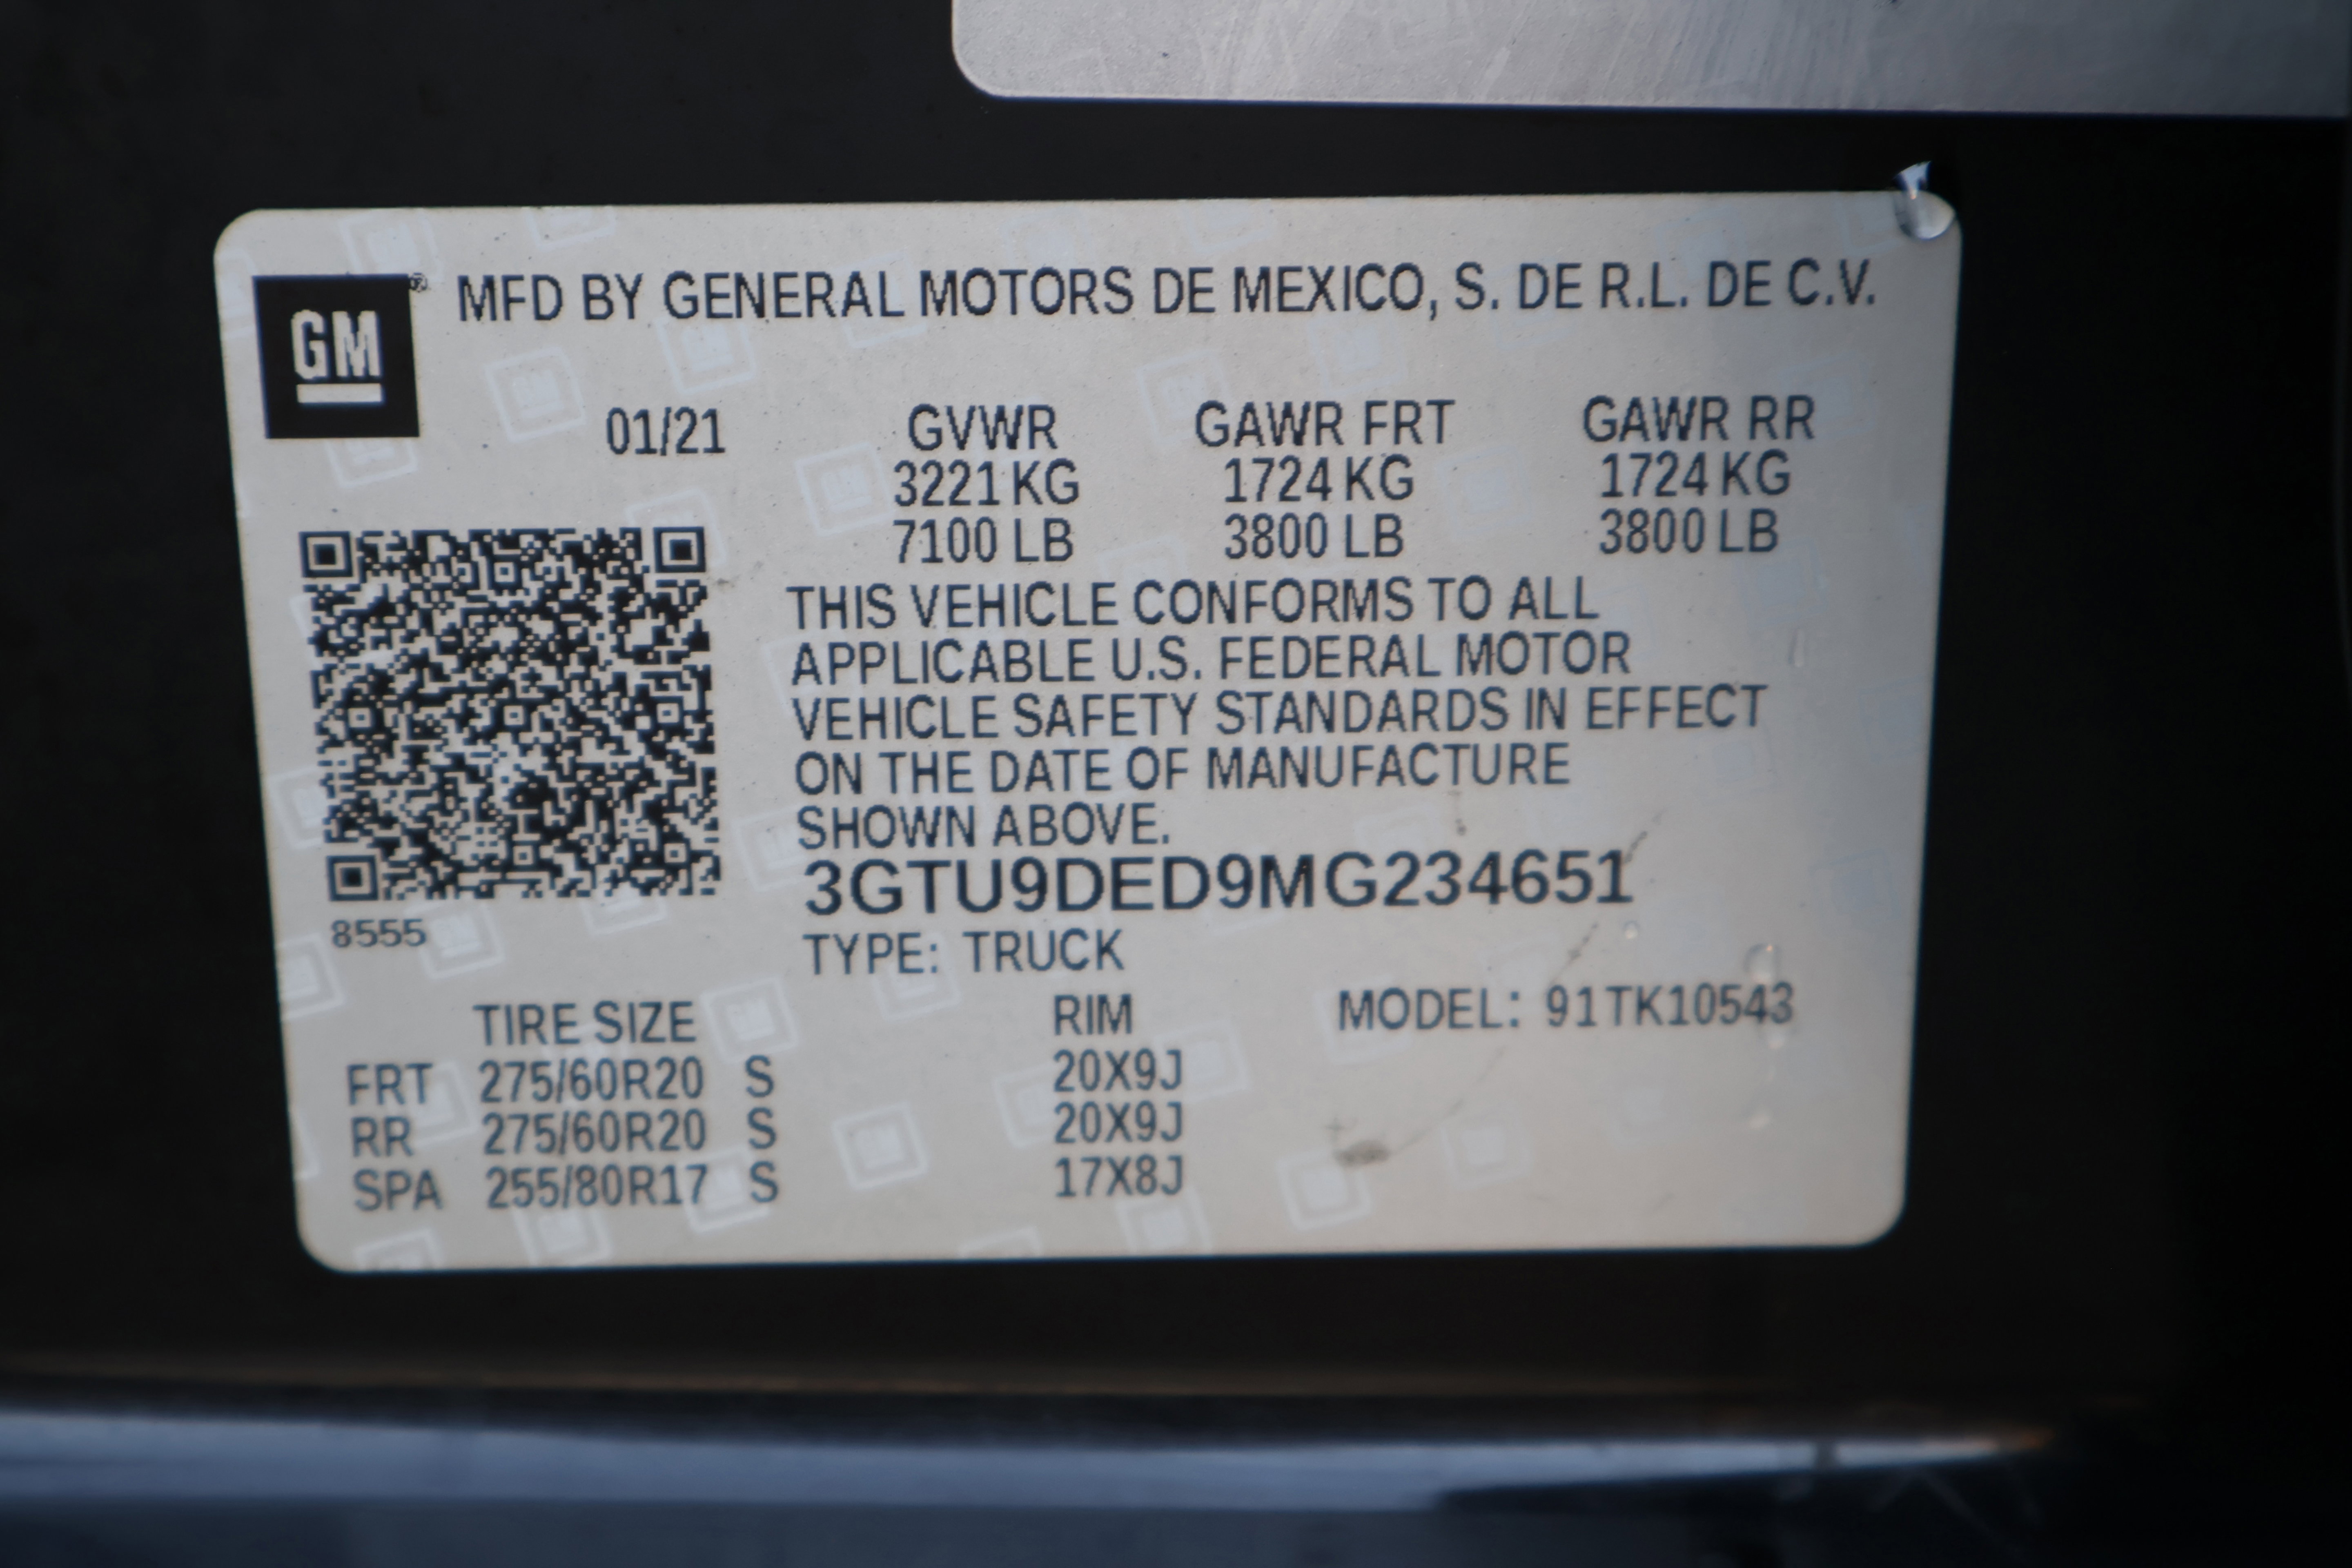 GM ® MFD BY GENERAL MOTORS DE MEXICO, S. DE R.L. DE C.V.
01/21 GVWR GAWR FRT GAWR RR
3221 KG 1724 KG 1724 KG
7100 LB 3800 LB 3800 LB
THIS VEHICLE CONFORMS TO ALL
APPLICABLE U.S. FEDERAL MOTOR
VEHICLE SAFETY STANDARDS IN EFFECT
ON THE DATE OF MANUFACTURE
SHOWN ABOVE.
3GTU9DED9MG234651
8555
TYPE: TRUCK
TIRE SIZE RIM MODEL: 91TK10543
FRT 275/60R20 S 20X9J
RR 275/60R20 S 20X9J
SPA 255/80R17 S 17X8J